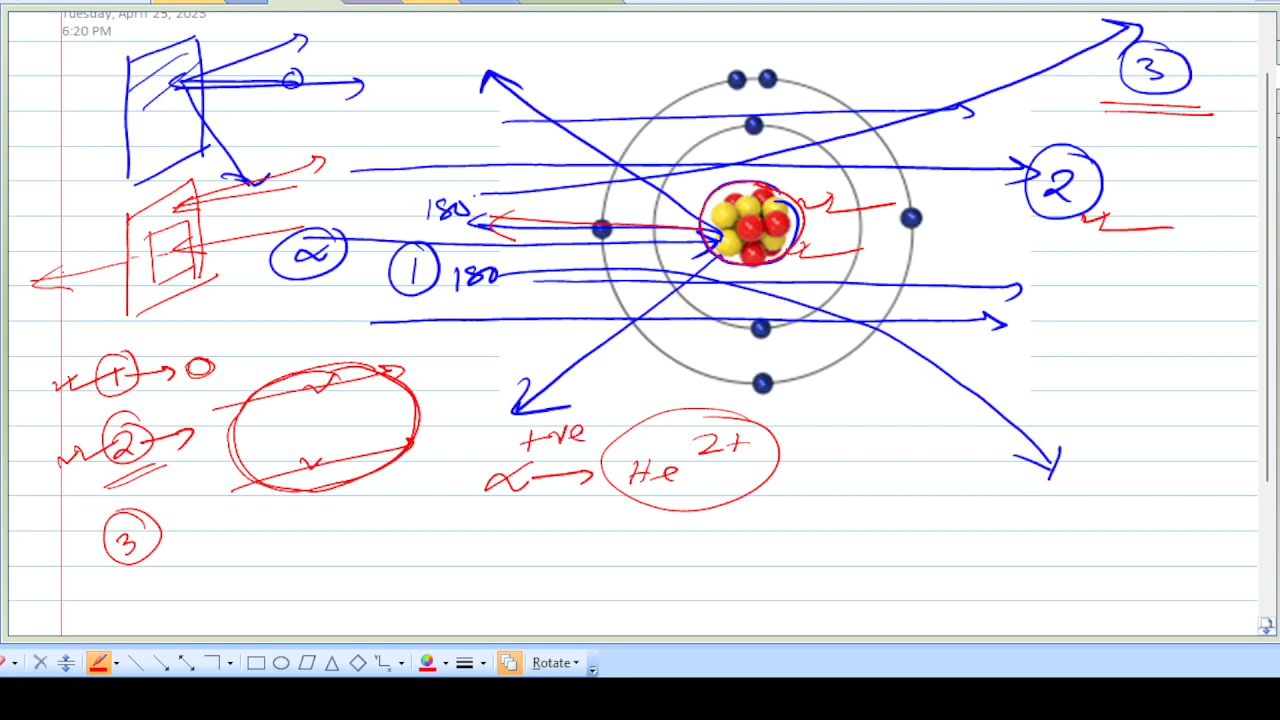 Tuesday, April 25, 2023
6:20 PM
3
2
180
α
1
180
1
0
2
3
+ve
α → He 2+
Rotate